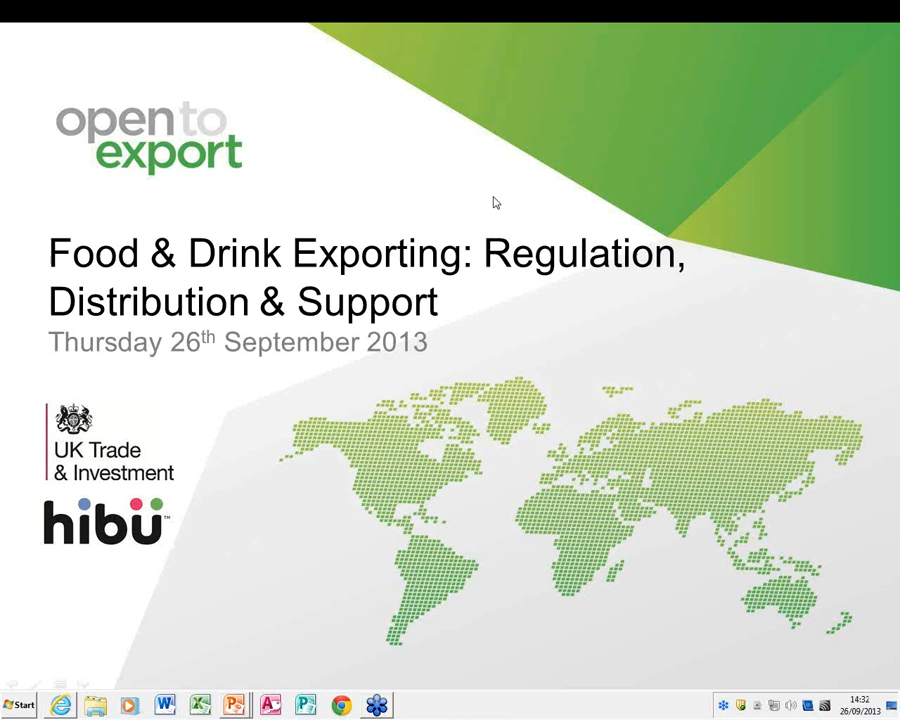 open to
export
Food & Drink Exporting: Regulation,
Distribution & Support
Thursday 26th September 2013
UK Trade
& Investment
hibü™
Start
14:32
26/09/2013